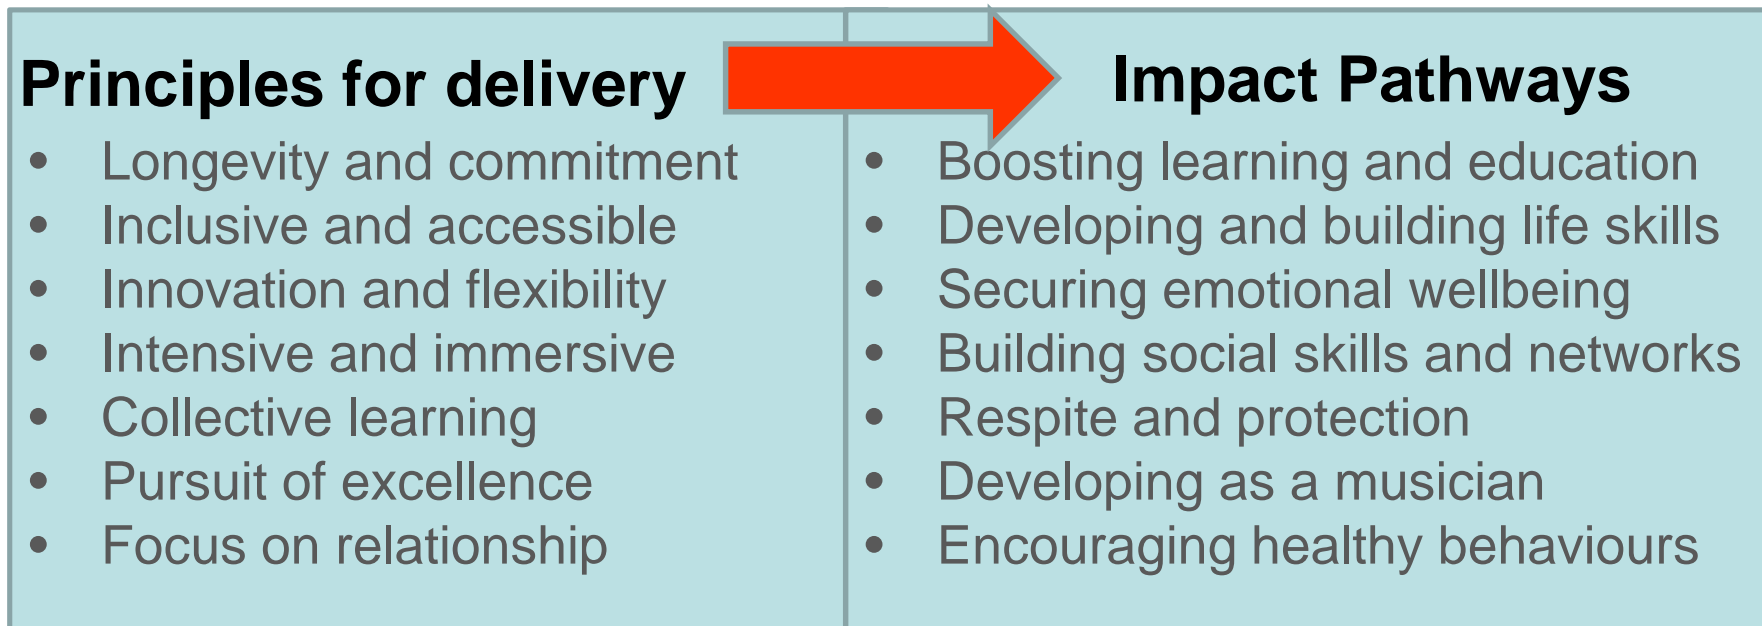 Principles for delivery
• Longevity and commitment
• Inclusive and accessible
• Innovation and flexibility
• Intensive and immersive
• Collective learning
• Pursuit of excellence
• Focus on relationship
Impact Pathways
• Boosting learning and education
• Developing and building life skills
• Securing emotional wellbeing
• Building social skills and networks
• Respite and protection
• Developing as a musician
• Encouraging healthy behaviours